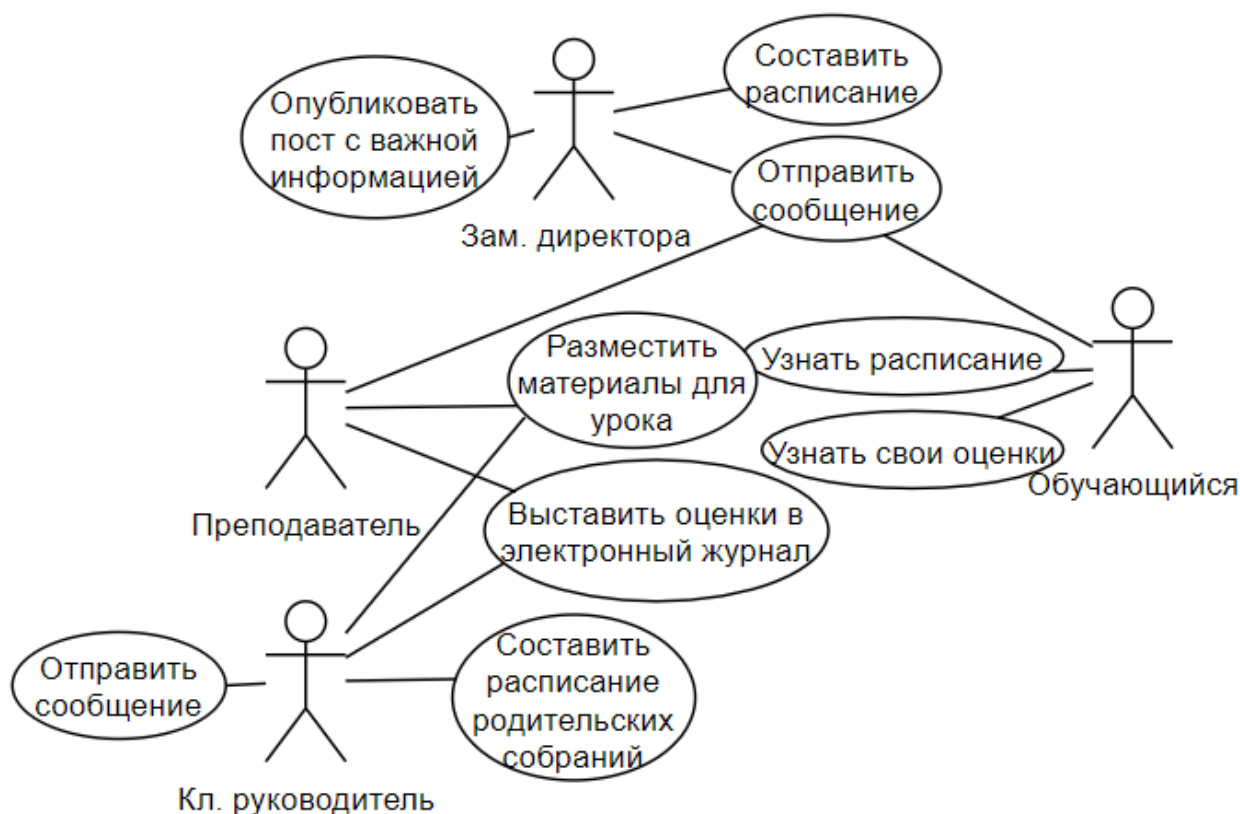 Опубликовать
пост с важной
информацией
Составить
расписание
Отправить
сообщение
Зам. директора
Разместить
материалы для
урока
Узнать расписание
Узнать свои оценки
Обучающийся
Преподаватель
Выставить оценки в
электронный журнал
Отправить
сообщение
Составить
расписание
родительских
собраний
Кл. руководитель